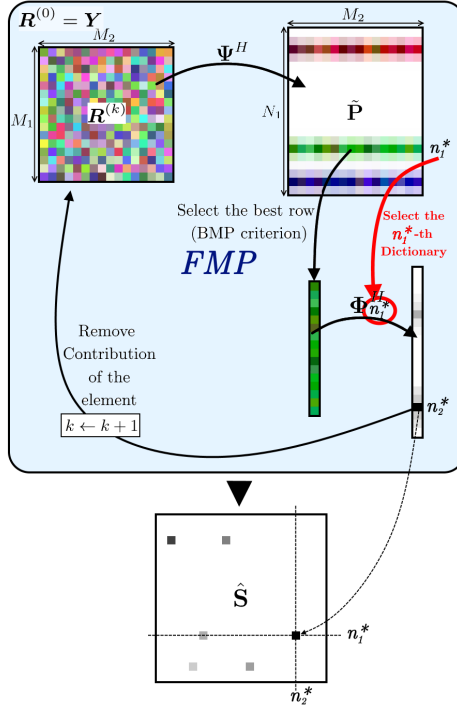 R^{(0)} = Y
M_2
M_2
Ψ^H
M_1
R^{(k)}
N_1
P̃
n_1^*
Select the best row
(BMP criterion)
Select the
n_1^*-th
Dictionary
FMP
Φ^H_{n_1^*}
Remove
Contribution
of the
element
k ← k + 1
n_2^*
Ŝ
n_1^*
n_2^*